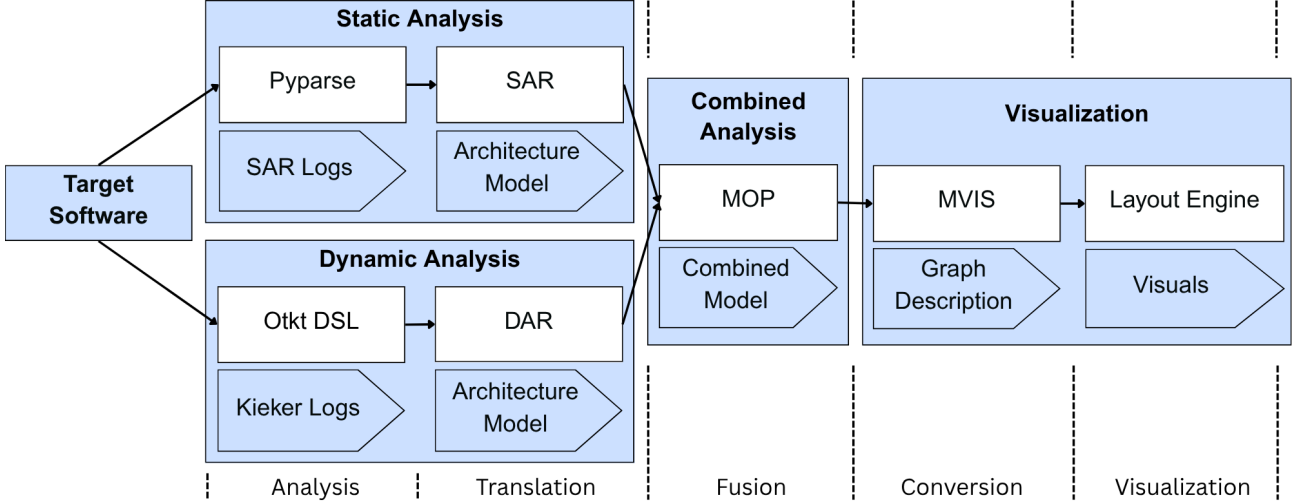 Static Analysis
Pyparse
SAR
SAR Logs
Architecture
Model
Target
Software
Dynamic Analysis
Otkt DSL
DAR
Kieker Logs
Architecture
Model
Combined
Analysis
MOP
Combined
Model
Visualization
MVIS
Layout Engine
Graph
Description
Visuals
Analysis
Translation
Fusion
Conversion
Visualization